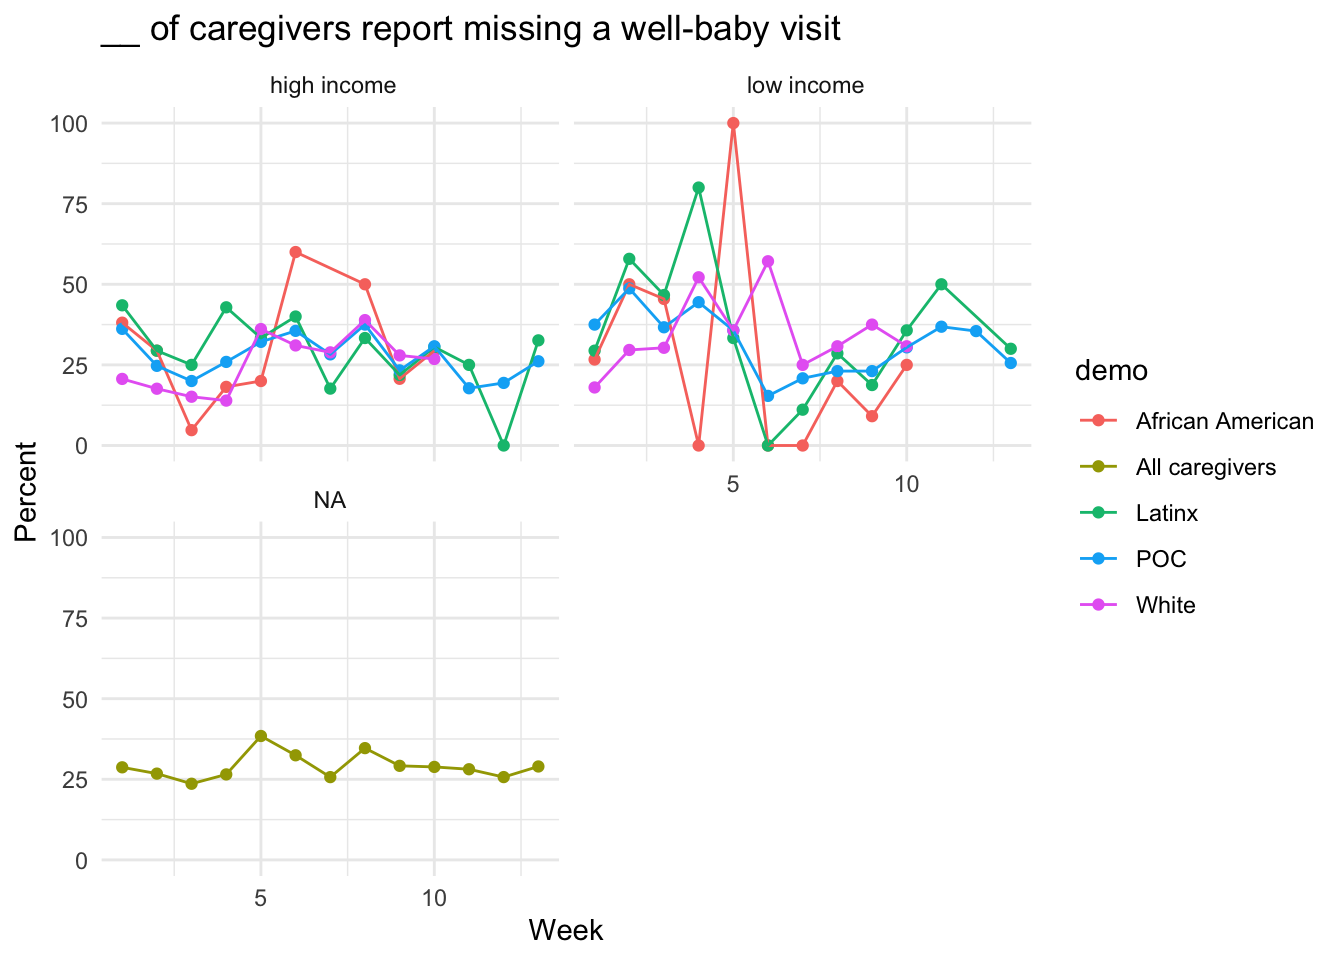 __ of caregivers report missing a well-baby visit
high income
low income
100
75
50
25
0
5
10
NA
100
75
50
25
0
5
10
Percent
Week
demo
African American
All caregivers
Latinx
POC
White